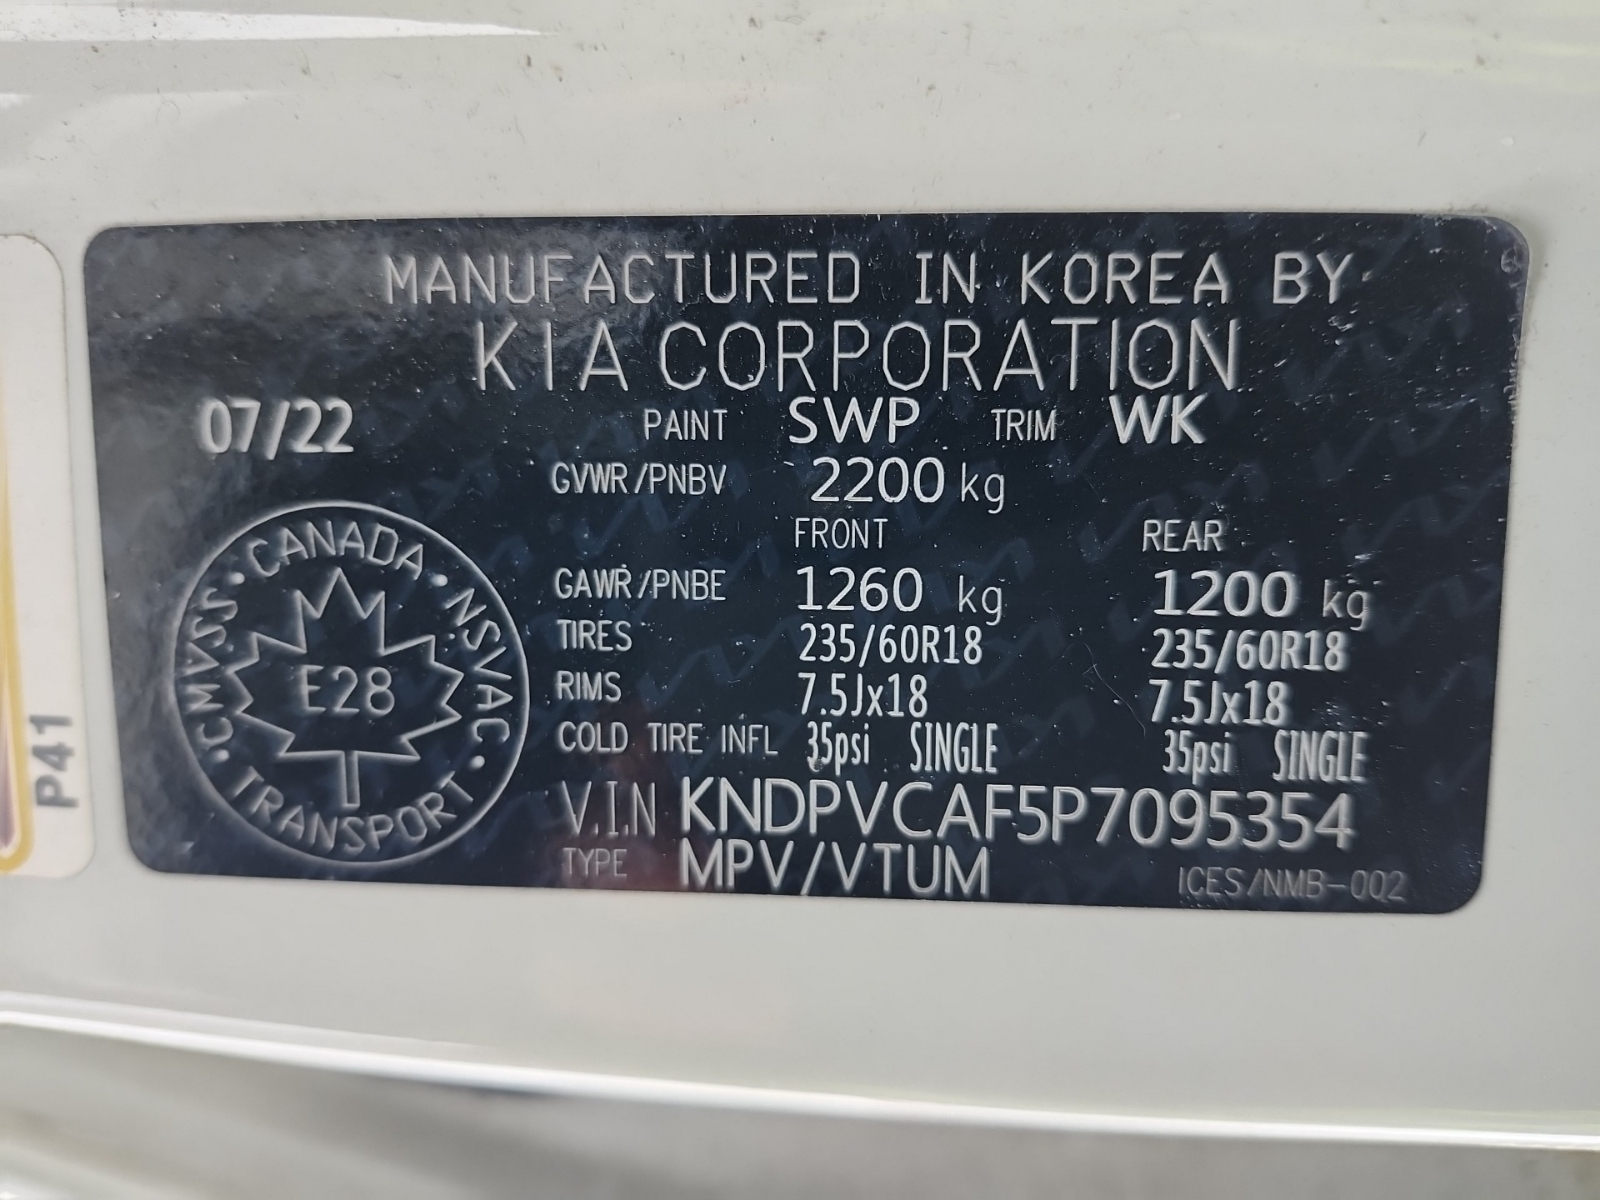 MANUFACTURED IN KOREA BY
KIA CORPORATION
07/22 PAINT SWP TRIM WK
GVWR/PNBV 2200 kg
FRONT REAR
GAWR/PNBE 1260 kg 1200 kg
TIRES 235/60R18 235/60R18
RIMS 7.5Jx18 7.5Jx18
COLD TIRE INFL 35psi SINGLE 35psi SINGLE
V.I.N KNDPVCAF5P7095354
TYPE MPV/VTUM ICES/NMB-002
CANADA · NSVAC · TRANSPORT · CMVSS ·
E28
P41